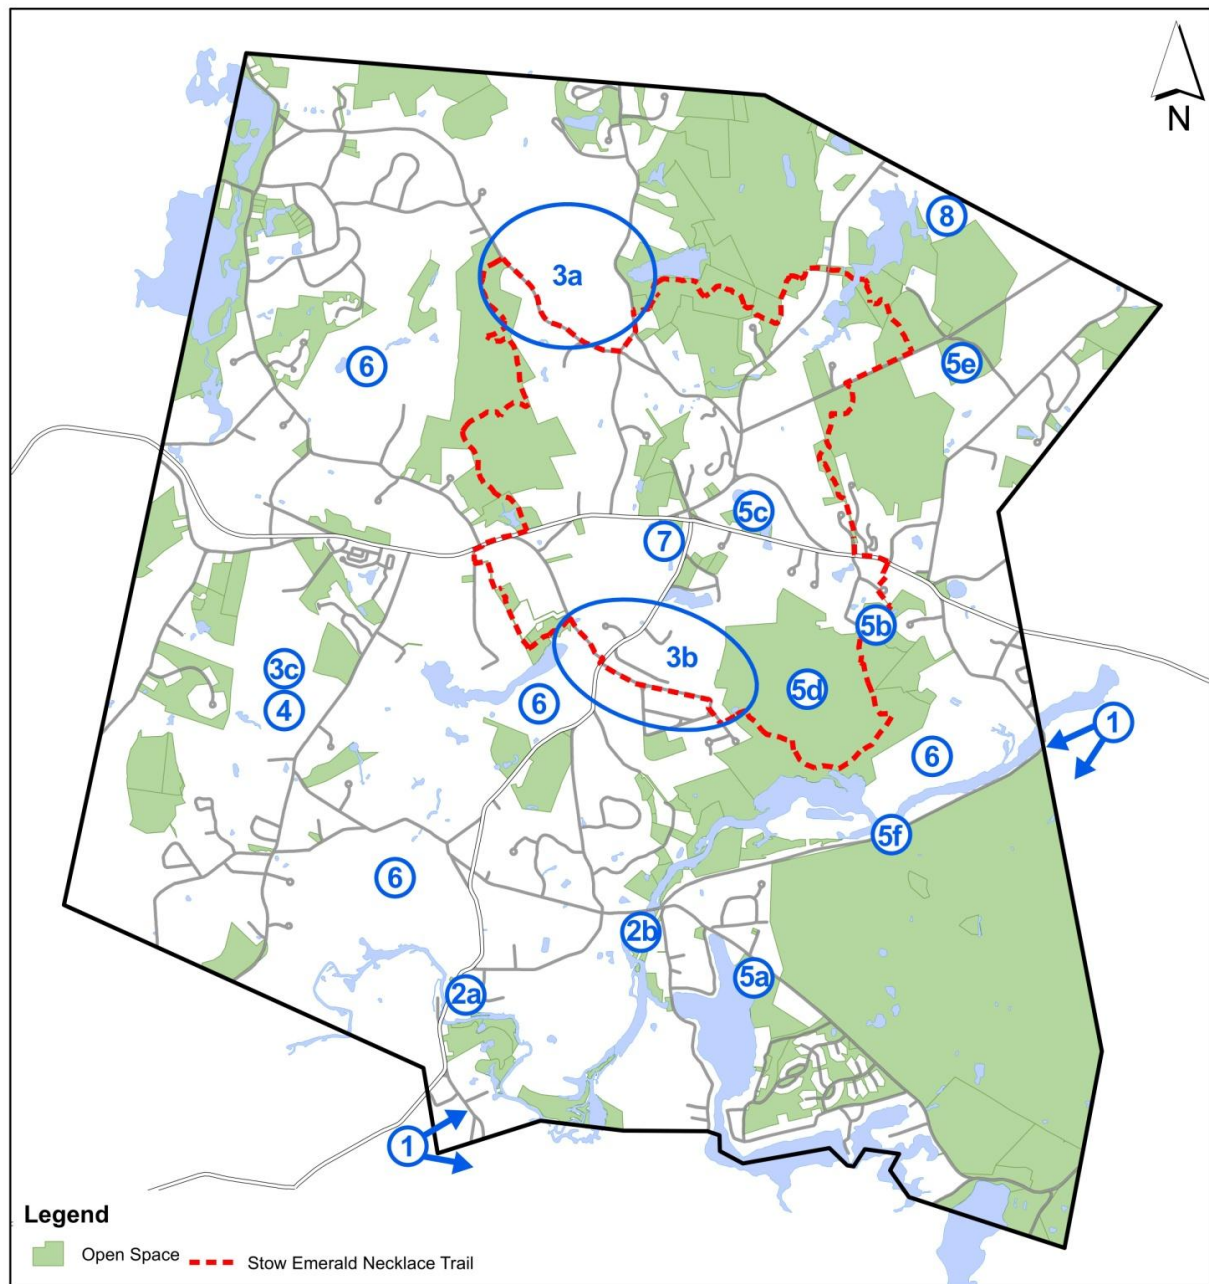 N
8
3a
5e
6
5c
7
5b
3b
3c
5d
4
6
1
6
5f
6
2b
5a
2a
1
Legend
Open Space
Stow Emerald Necklace Trail